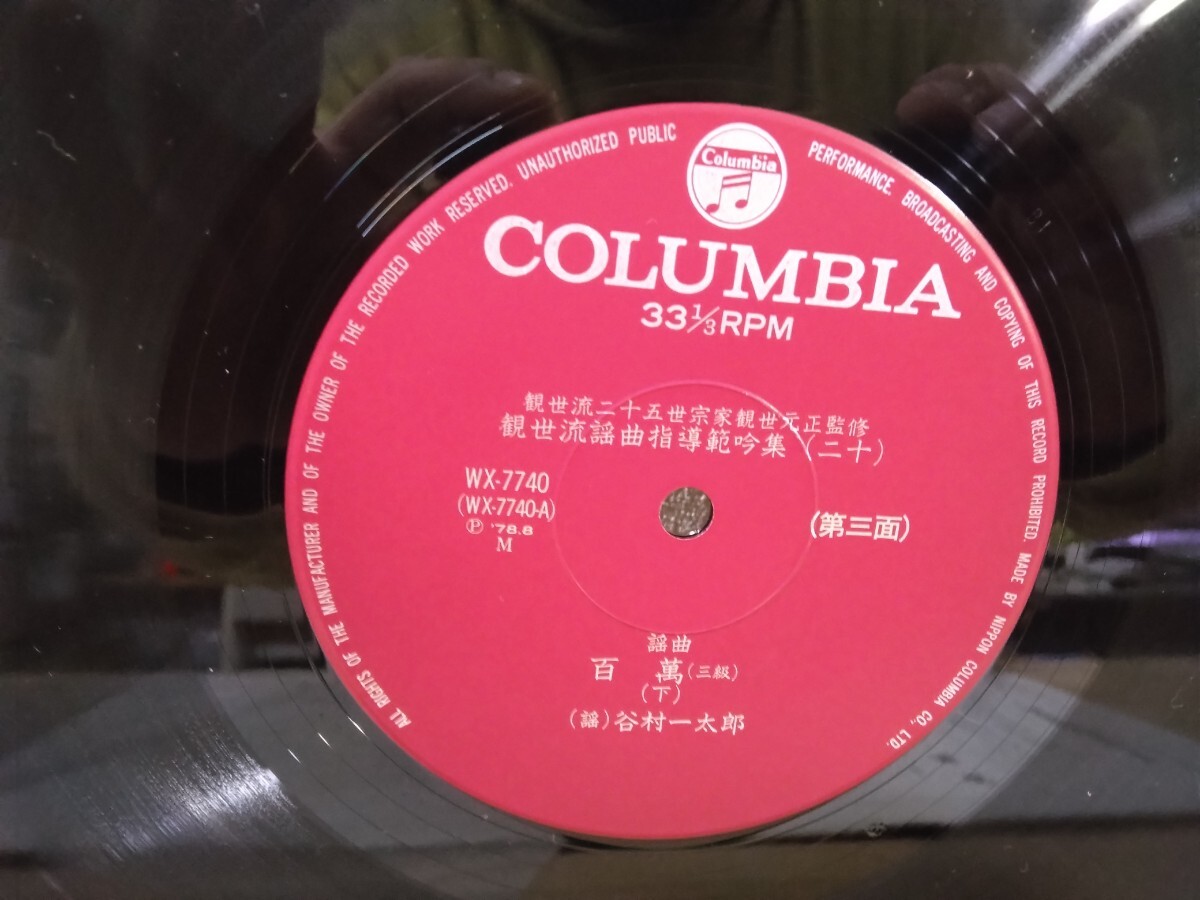 ALL RIGHTS OF THE MANUFACTURER AND OF THE OWNER OF THE RECORDED WORK RESERVED. UNAUTHORIZED PUBLIC PERFORMANCE. BROADCASTING AND COPYING OF THIS RECORD PROHIBITED. MADE BY NIPPON COLUMBIA CO., LTD.
Columbia
COLUMBIA
33 1/3 RPM
観世流二十五世宗家観世元正監修
観世流謡曲指導範吟集(二十)
WX-7740
(WX-7740-A)
Ⓟ '78.8
M
(第三面)
謡曲
百萬(三級)
(下)
(謡)谷村一太郎